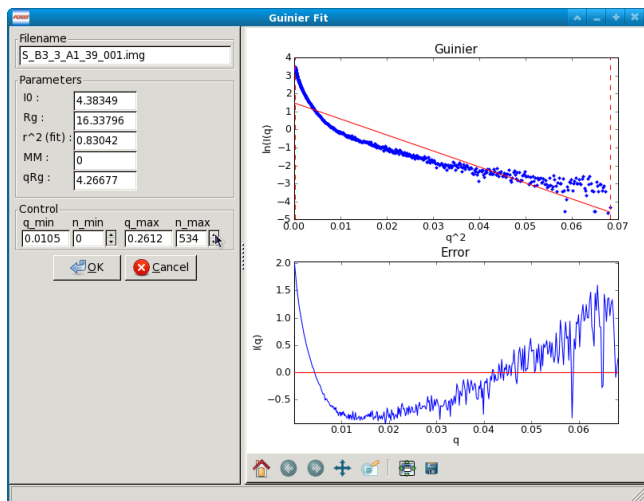 Guinier Fit
Filename
S_B3_3_A1_39_001.img
Parameters
I0 : 4.38349
Rg : 16.33796
r^2 (fit) : 0.83042
MM : 0
qRg : 4.26677
Control
q_min n_min q_max n_max
0.0105 0 0.2612 534
OK Cancel
Guinier
ln(I(q)
4
3
2
1
0
−1
−2
−3
−4
−5
0.00 0.01 0.02 0.03 0.04 0.05 0.06 0.07
q^2
Error
I(q)
2.0
1.5
1.0
0.5
0.0
−0.5
0.01 0.02 0.03 0.04 0.05 0.06
q